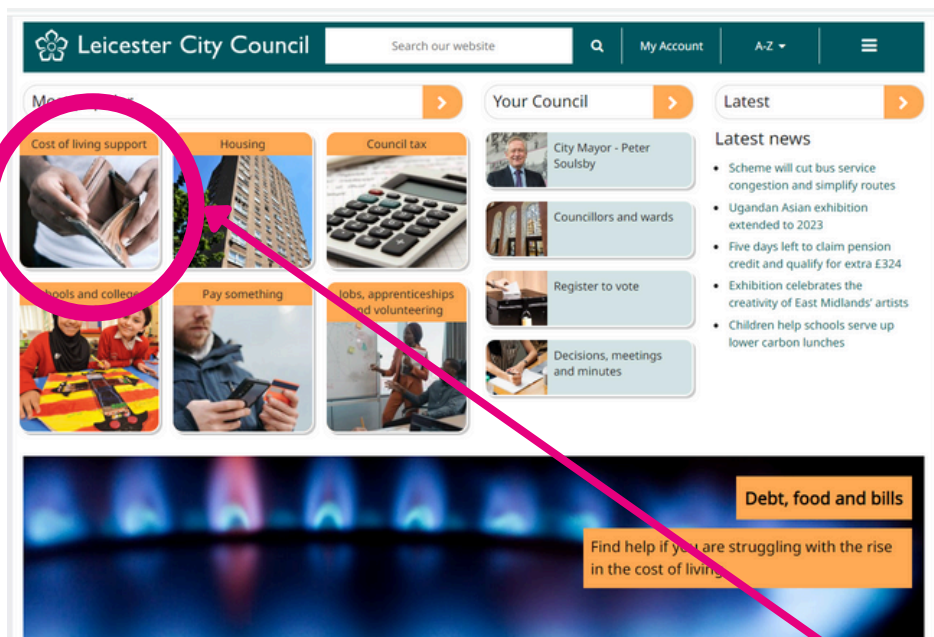 Leicester City Council
Search our website
My Account
A-Z
Your Council
Latest
Cost of living support
Housing
Council tax
Pay something
Jobs, apprenticeships
and volunteering
City Mayor - Peter
Soulsby
Councillors and wards
Register to vote
Decisions, meetings
and minutes
Latest news
Scheme will cut bus service
congestion and simplify routes
Ugandan Asian exhibition
extended to 2023
Five days left to claim pension
credit and qualify for extra £324
Exhibition celebrates the
creativity of East Midlands' artists
Children help schools serve up
lower carbon lunches
Debt, food and bills
Find help if you are struggling with the rise
in the cost of living